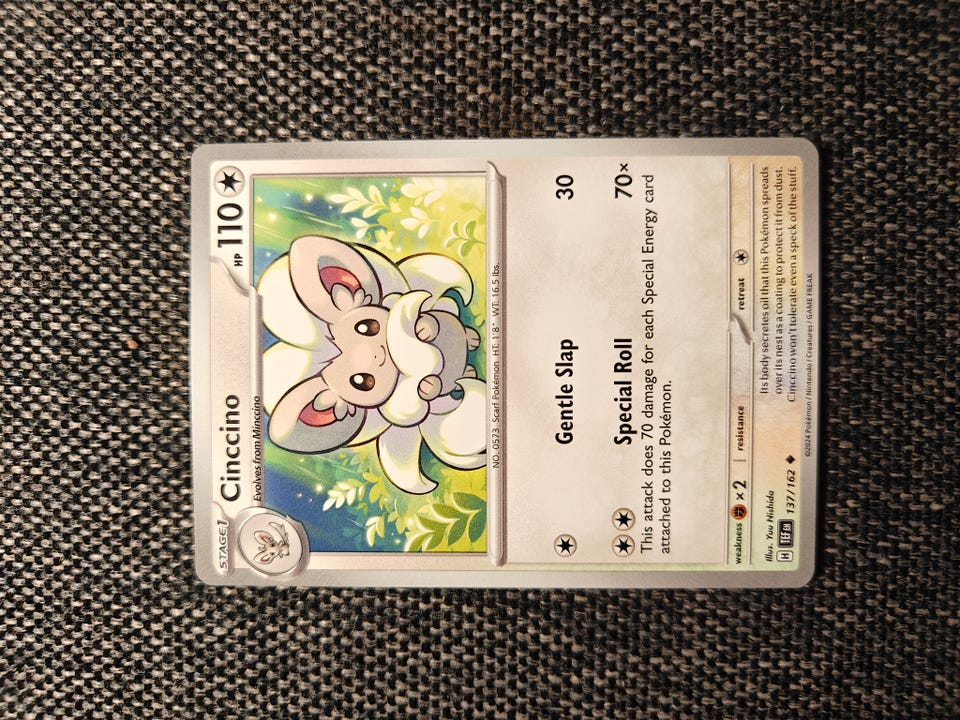 STAGE 1 Cinccino HP 110
Evolves from Minccino
NO. 0573 Scarf Pokémon HT: 1'8" WT: 16.5 lbs.
Gentle Slap 30
Special Roll 70×
This attack does 70 damage for each Special Energy card
attached to this Pokémon.
weakness ×2 resistance retreat
Illus. Yuu Nishida
H TEF EN 137/162
Its body secretes oil that this Pokémon spreads
over its nest as a coating to protect it from dust.
Cinccino won't tolerate even a speck of the stuff.
©2024 Pokémon / Nintendo / Creatures / GAME FREAK